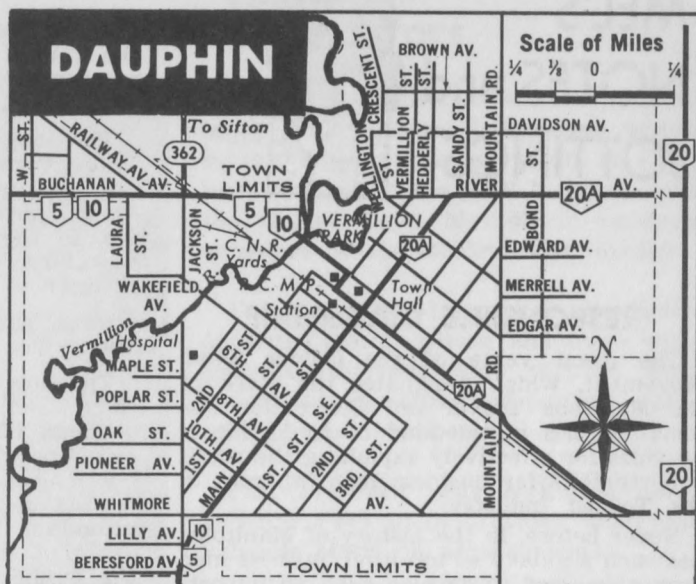 DAUPHIN
Scale of Miles
1/4 1/8 0 1/4
BROWN AV.
CRESCENT ST.
WELLINGTON ST.
VERMILLION ST.
HEDDERLY ST.
SANDY ST.
MOUNTAIN RD.
DAVIDSON AV.
W. ST.
RAILWAY AV.
362
To Sifton
TOWN
LIMITS
BUCHANAN AV.
RIVER AV.
20
20A
BOND ST.
5 10
5
10
LAURA ST.
JACKSON ST.
C. N. R.
Yards
VERMILLION
PARK
20A
EDWARD AV.
WAKEFIELD
AV.
R. C. M. P.
Station
Town
Hall
MERRELL AV.
EDGAR AV.
N
Vermillion R.
Hospital
MAPLE ST.
POPLAR ST.
OAK ST.
PIONEER AV.
WHITMORE AV.
6TH AV.
8TH AV.
10TH AV.
2ND ST.
1ST ST.
MAIN ST.
1ST. ST. S.E.
2ND ST.
3RD. ST.
20A
MOUNTAIN RD.
20
LILLY AV.
10
BERESFORD AV.
5
TOWN LIMITS